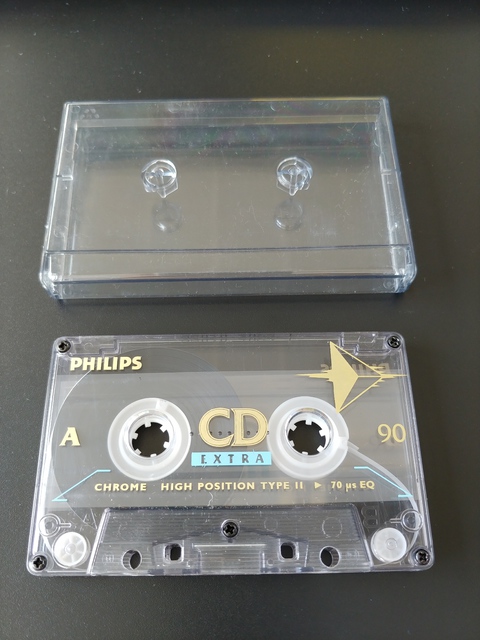 PHILIPS
A
CD
90
EXTRA
CHROME HIGH POSITION TYPE II ▶ 70 µs EQ